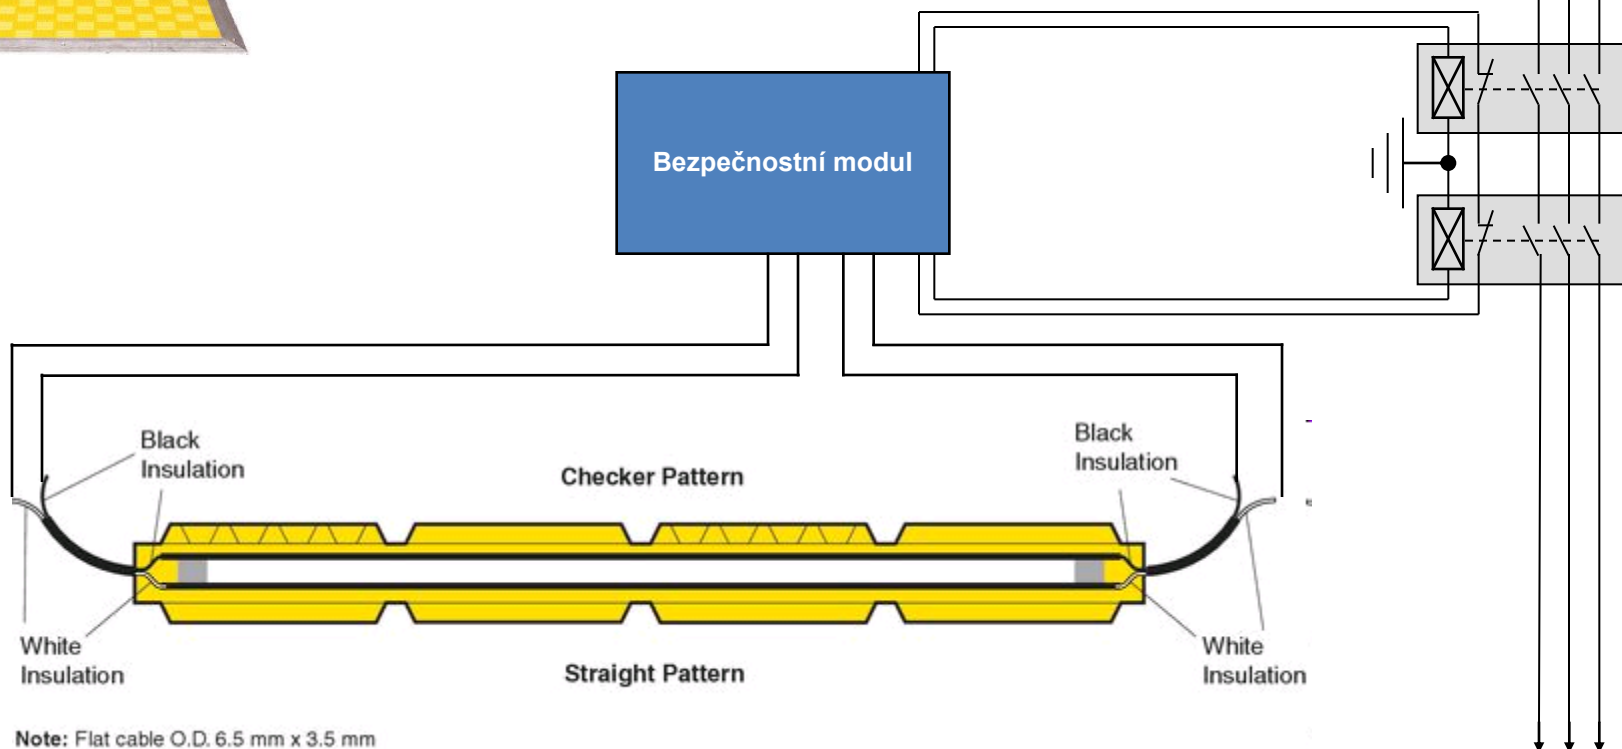 Bezpečnostní modul
Black
Insulation
Black
Insulation
Checker Pattern
White
Insulation
Straight Pattern
White
Insulation
Note: Flat cable O.D. 6.5 mm x 3.5 mm